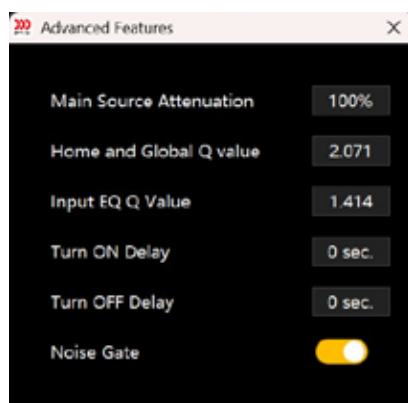 Advanced Features
Main Source Attenuation 100%
Home and Global Q value 2.071
Input EQ Q Value 1.414
Turn ON Delay 0 sec.
Turn OFF Delay 0 sec.
Noise Gate